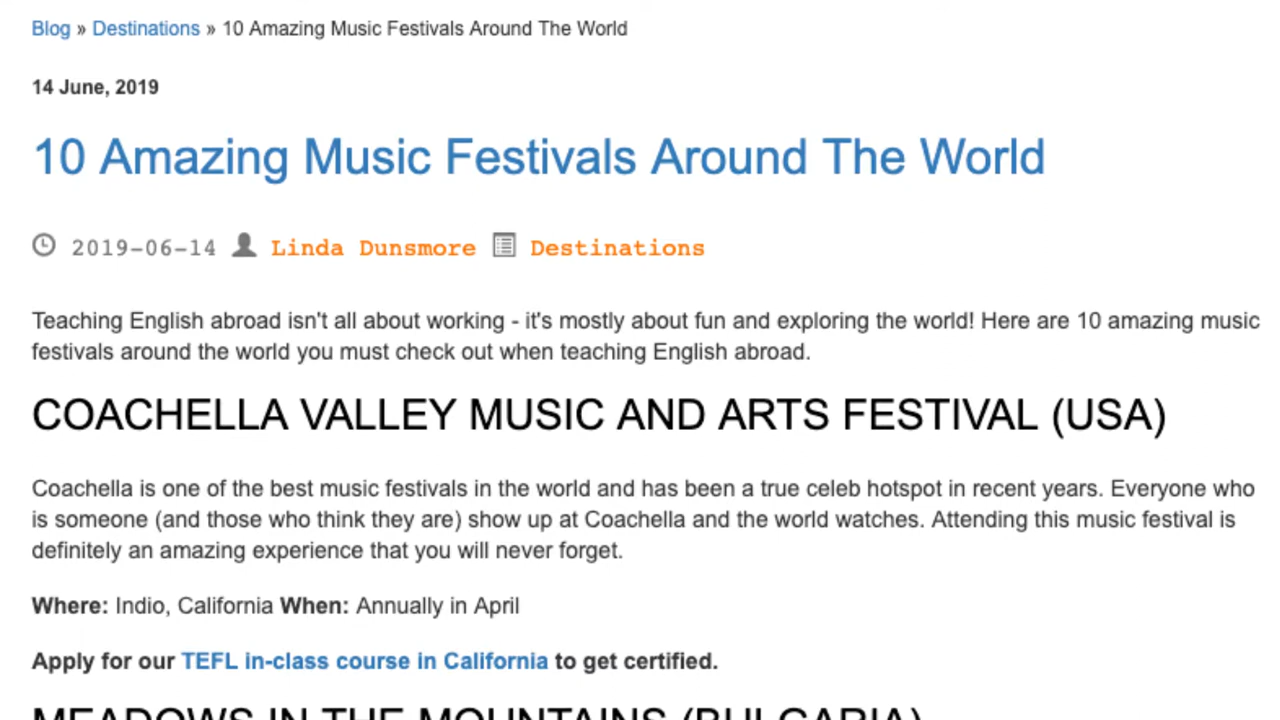 Blog » Destinations » 10 Amazing Music Festivals Around The World
14 June, 2019
10 Amazing Music Festivals Around The World
2019-06-14 Linda Dunsmore Destinations
Teaching English abroad isn't all about working - it's mostly about fun and exploring the world! Here are 10 amazing music
festivals around the world you must check out when teaching English abroad.
COACHELLA VALLEY MUSIC AND ARTS FESTIVAL (USA)
Coachella is one of the best music festivals in the world and has been a true celeb hotspot in recent years. Everyone who
is someone (and those who think they are) show up at Coachella and the world watches. Attending this music festival is
definitely an amazing experience that you will never forget.
Where: Indio, California When: Annually in April
Apply for our TEFL in-class course in California to get certified.
MEADOWS IN THE MOUNTAINS (BULGARIA)